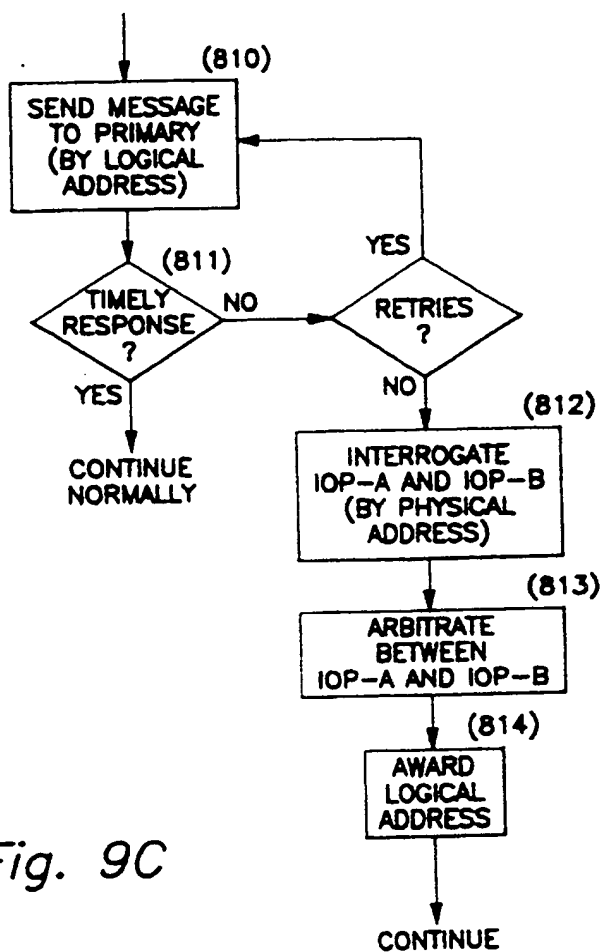 (810)
SEND MESSAGE
TO PRIMARY
(BY LOGICAL
ADDRESS)
(811)
TIMELY
RESPONSE
?
NO
YES
CONTINUE
NORMALLY
YES
RETRIES
?
NO
(812)
INTERROGATE
IOP-A AND IOP-B
(BY PHYSICAL
ADDRESS)
(813)
ARBITRATE
BETWEEN
IOP-A AND IOP-B
(814)
AWARD
LOGICAL
ADDRESS
CONTINUE
Fig. 9C